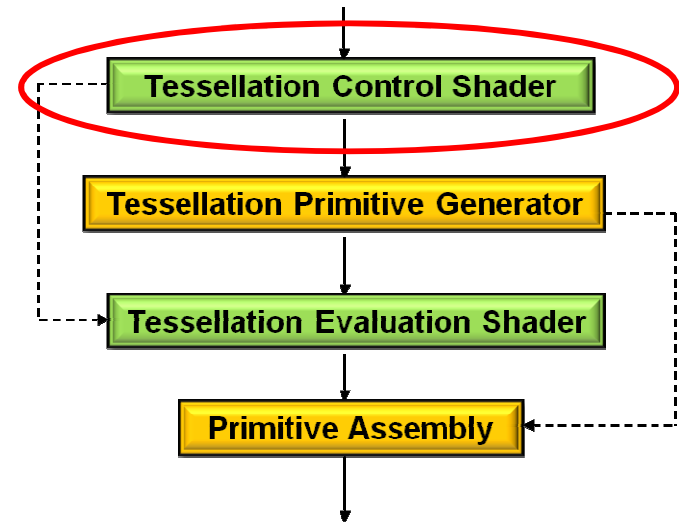 Tessellation Control Shader
Tessellation Primitive Generator
Tessellation Evaluation Shader
Primitive Assembly